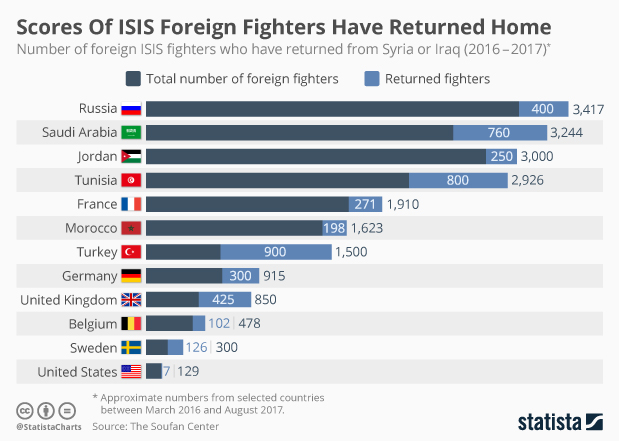 Scores Of ISIS Foreign Fighters Have Returned Home
Number of foreign ISIS fighters who have returned from Syria or Iraq (2016–2017)*
Total number of foreign fighters Returned fighters
Russia 400 3,417
Saudi Arabia 760 3,244
Jordan 250 3,000
Tunisia 800 2,926
France 271 1,910
Morocco 198 1,623
Turkey 900 1,500
Germany 300 915
United Kingdom 425 850
Belgium 102 478
Sweden 126 300
United States 7 129
* Approximate numbers from selected countries
between March 2016 and August 2017.
Source: The Soufan Center
cc
@StatistaCharts
statista